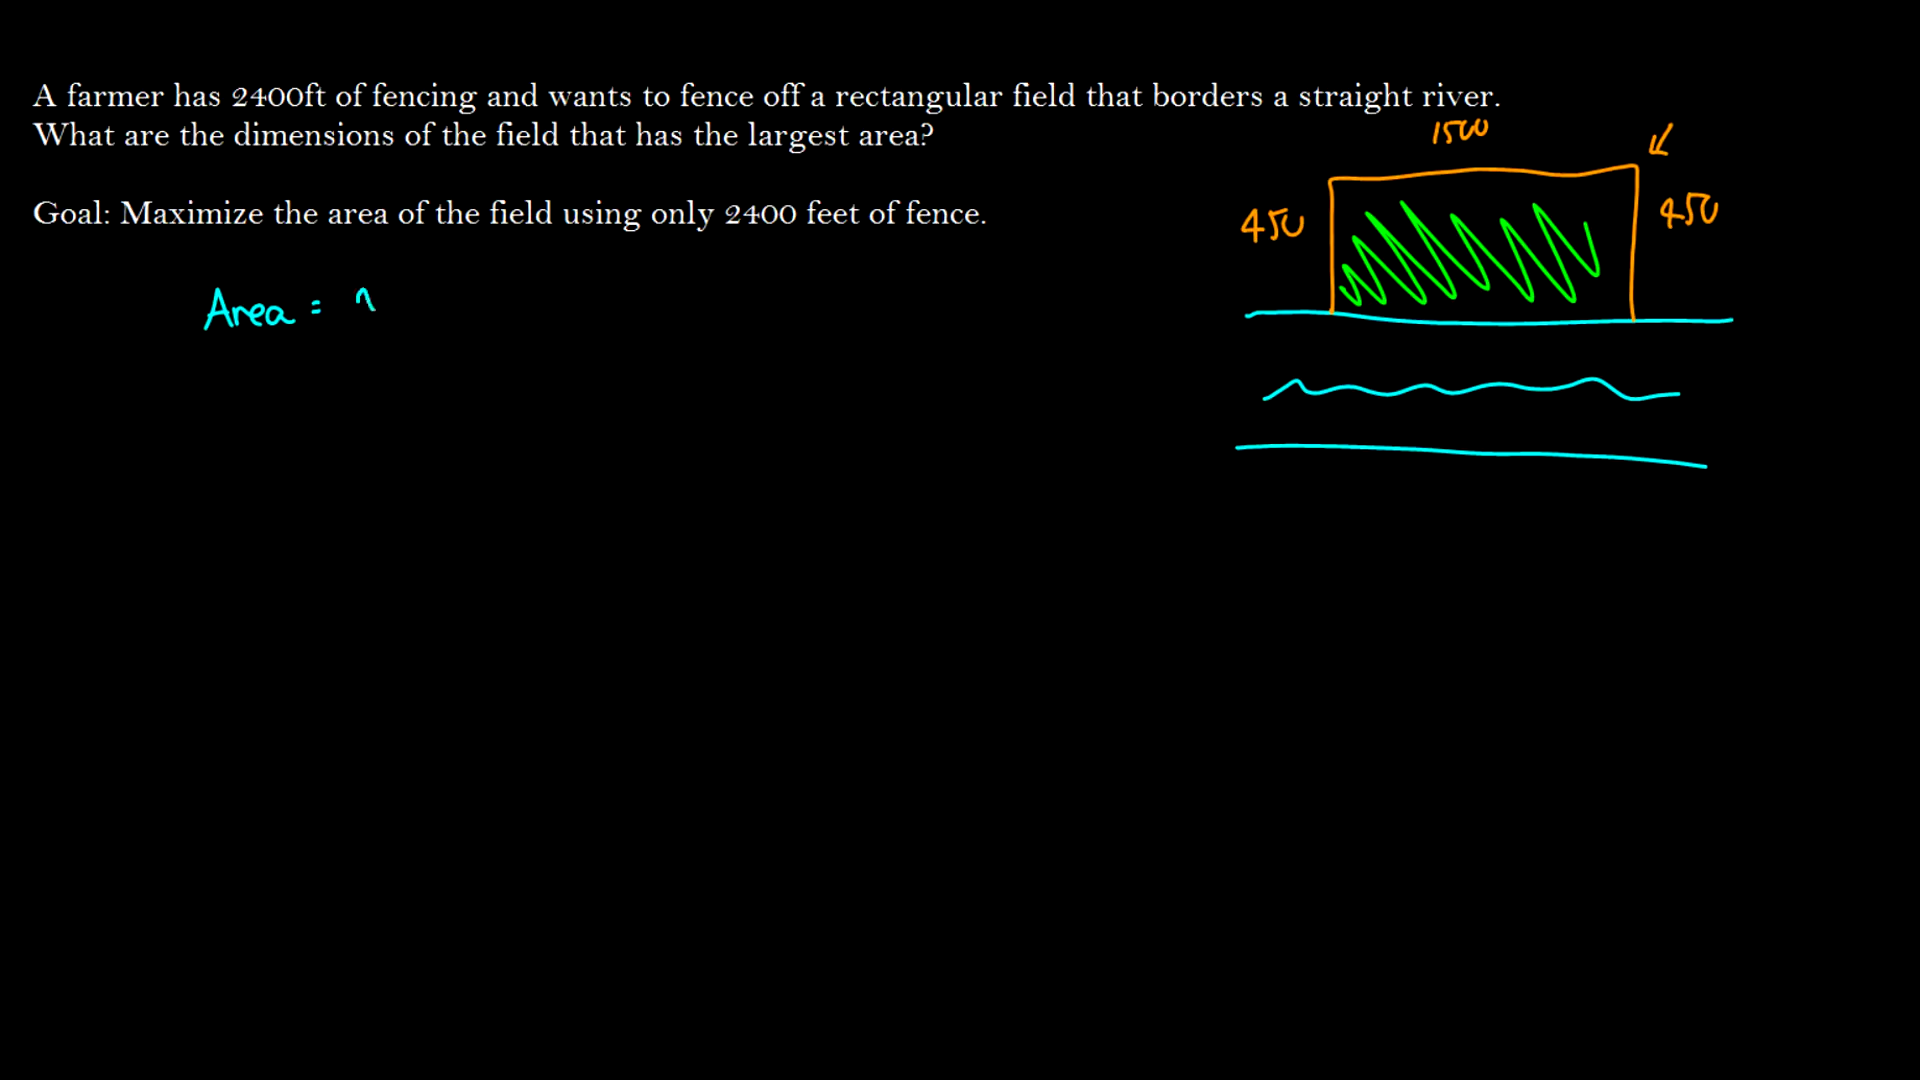 A farmer has 2400ft of fencing and wants to fence off a rectangular field that borders a straight river.
What are the dimensions of the field that has the largest area?
1500
450
450
Goal: Maximize the area of the field using only 2400 feet of fence.
Area =